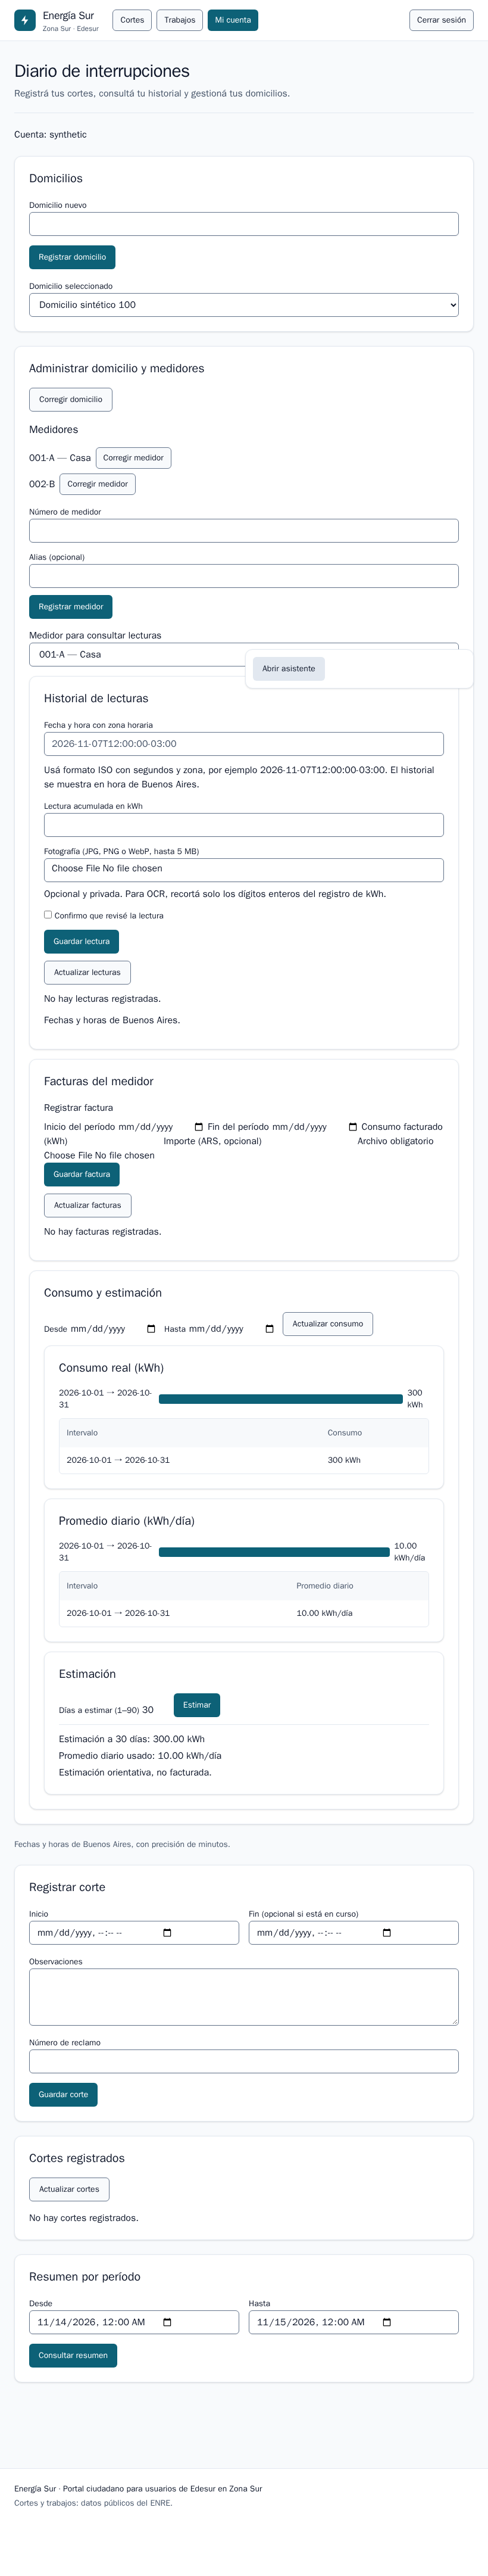 Energía Sur
Zona Sur · Edesur
Cortes
Trabajos
Mi cuenta
Cerrar sesión
Diario de interrupciones
Registrá tus cortes, consultá tu historial y gestioná tus domicilios.
Cuenta: synthetic
Domicilios
Domicilio nuevo
Registrar domicilio
Domicilio seleccionado
Domicilio sintético 100
Administrar domicilio y medidores
Corregir domicilio
Medidores
001-A — Casa Corregir medidor
002-B Corregir medidor
Número de medidor
Alias (opcional)
Registrar medidor
Medidor para consultar lecturas
001-A — Casa
Abrir asistente
Historial de lecturas
Fecha y hora con zona horaria
2026-11-07T12:00:00-03:00
Usá formato ISO con segundos y zona, por ejemplo 2026-11-07T12:00:00-03:00. El historial
se muestra en hora de Buenos Aires.
Lectura acumulada en kWh
Fotografía (JPG, PNG o WebP, hasta 5 MB)
Choose File No file chosen
Opcional y privada. Para OCR, recortá solo los dígitos enteros del registro de kWh.
Confirmo que revisé la lectura
Guardar lectura
Actualizar lecturas
No hay lecturas registradas.
Fechas y horas de Buenos Aires.
Facturas del medidor
Registrar factura
Inicio del período mm/dd/yyyy Fin del período mm/dd/yyyy Consumo facturado
(kWh) Importe (ARS, opcional) Archivo obligatorio
Choose File No file chosen
Guardar factura
Actualizar facturas
No hay facturas registradas.
Consumo y estimación
Desde mm/dd/yyyy Hasta mm/dd/yyyy Actualizar consumo
Consumo real (kWh)
2026-10-01 → 2026-10-
31
300
kWh
Intervalo Consumo
2026-10-01 → 2026-10-31 300 kWh
Promedio diario (kWh/día)
2026-10-01 → 2026-10-
31
10.00
kWh/día
Intervalo Promedio diario
2026-10-01 → 2026-10-31 10.00 kWh/día
Estimación
Días a estimar (1–90) 30 Estimar
Estimación a 30 días: 300.00 kWh
Promedio diario usado: 10.00 kWh/día
Estimación orientativa, no facturada.
Fechas y horas de Buenos Aires, con precisión de minutos.
Registrar corte
Inicio Fin (opcional si está en curso)
mm/dd/yyyy, --:-- -- mm/dd/yyyy, --:-- --
Observaciones
Número de reclamo
Guardar corte
Cortes registrados
Actualizar cortes
No hay cortes registrados.
Resumen por período
Desde Hasta
11/14/2026, 12:00 AM 11/15/2026, 12:00 AM
Consultar resumen
Energía Sur · Portal ciudadano para usuarios de Edesur en Zona Sur
Cortes y trabajos: datos públicos del ENRE.